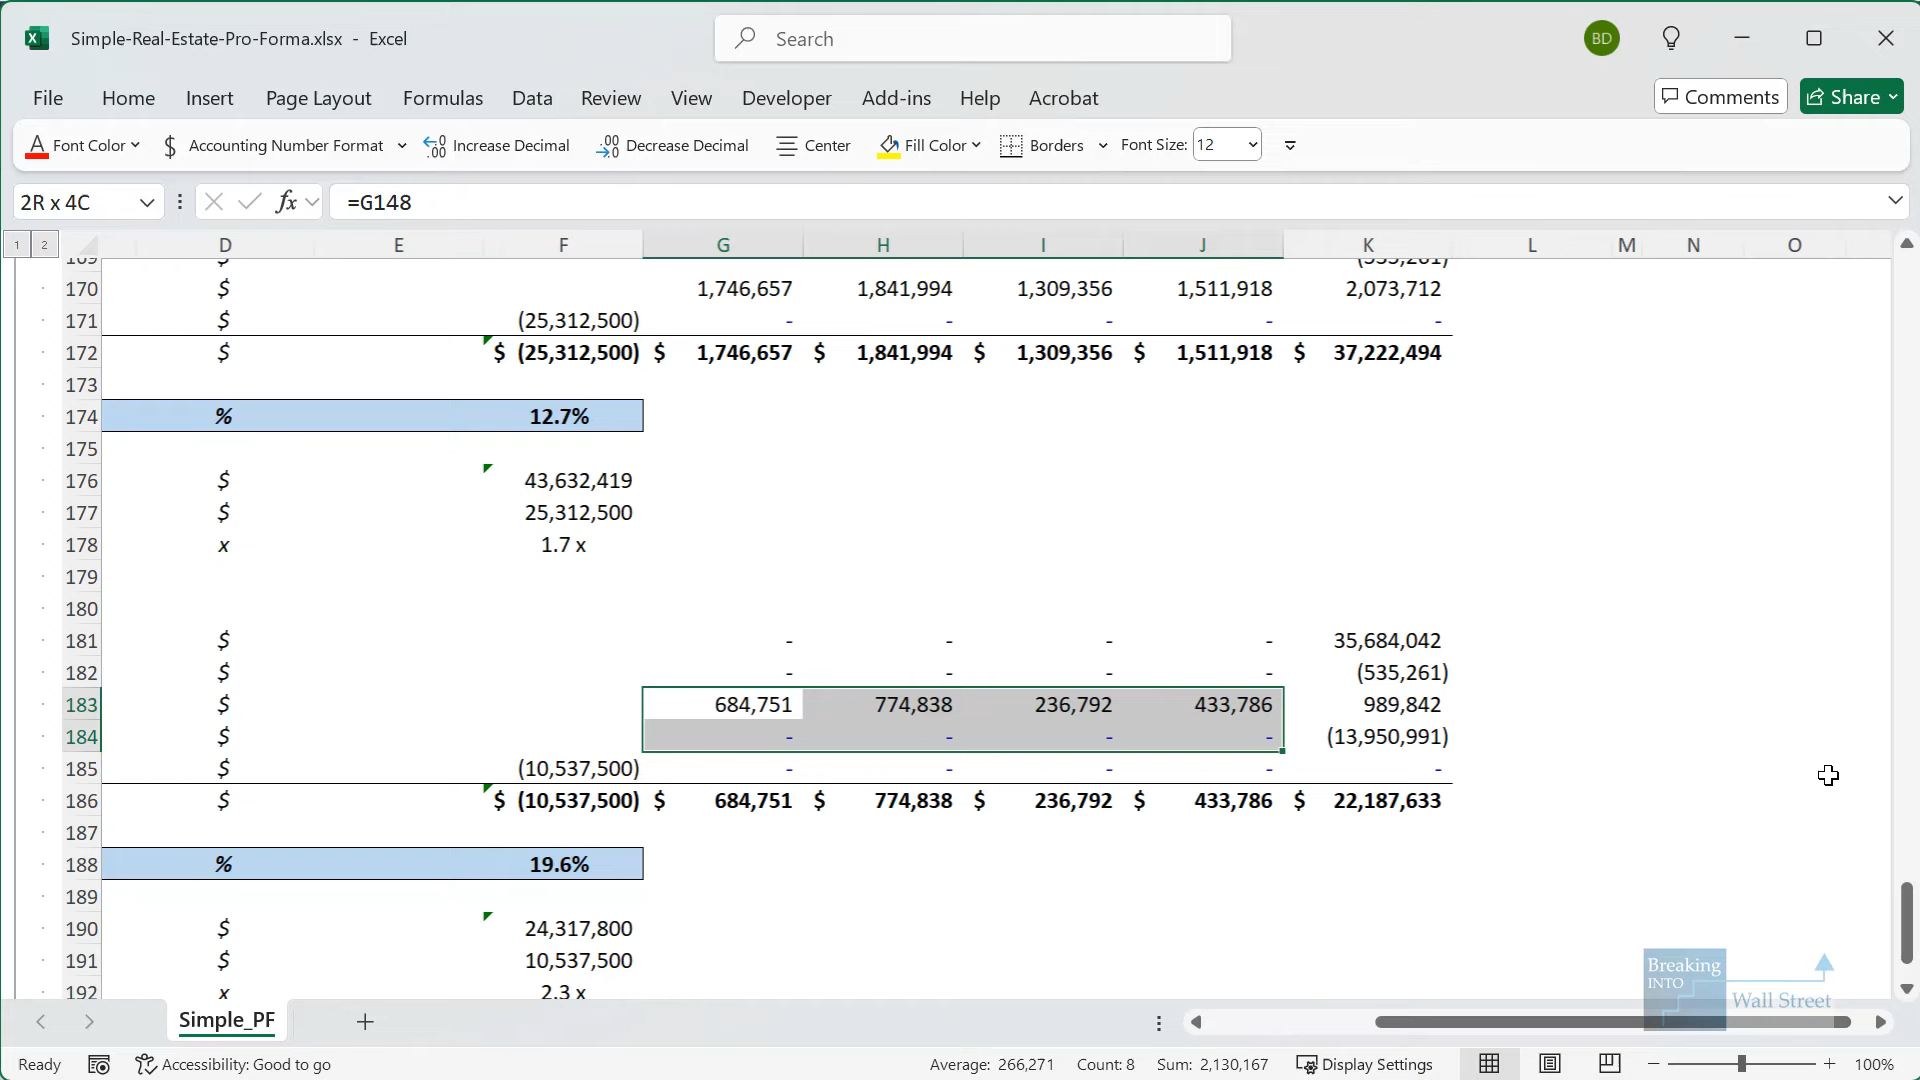 Simple-Real-Estate-Pro-Forma.xlsx - Excel
Search
BD
File Home Insert Page Layout Formulas Data Review View Developer Add-ins Help Acrobat
Comments Share
A Font Color $ Accounting Number Format Increase Decimal Decrease Decimal Center Fill Color Borders Font Size: 12
2R x 4C fx =G148
1 2 D E F G H I J K L M N O
169 $ (535,261)
170 $ 1,746,657 1,841,994 1,309,356 1,511,918 2,073,712
171 $ (25,312,500) - - - - -
172 $ $ (25,312,500) $ 1,746,657 $ 1,841,994 $ 1,309,356 $ 1,511,918 $ 37,222,494
173
174 % 12.7%
175
176 $ 43,632,419
177 $ 25,312,500
178 x 1.7 x
179
180
181 $ - - - - 35,684,042
182 $ - - - - (535,261)
183 $ 684,751 774,838 236,792 433,786 989,842
184 $ - - - - (13,950,991)
185 $ (10,537,500) - - - - -
186 $ $ (10,537,500) $ 684,751 $ 774,838 $ 236,792 $ 433,786 $ 22,187,633
187
188 % 19.6%
189
190 $ 24,317,800
191 $ 10,537,500
192 x 2.3 x
Breaking
INTO
Wall Street
Simple_PF
Ready Accessibility: Good to go Average: 266,271 Count: 8 Sum: 2,130,167 Display Settings 100%